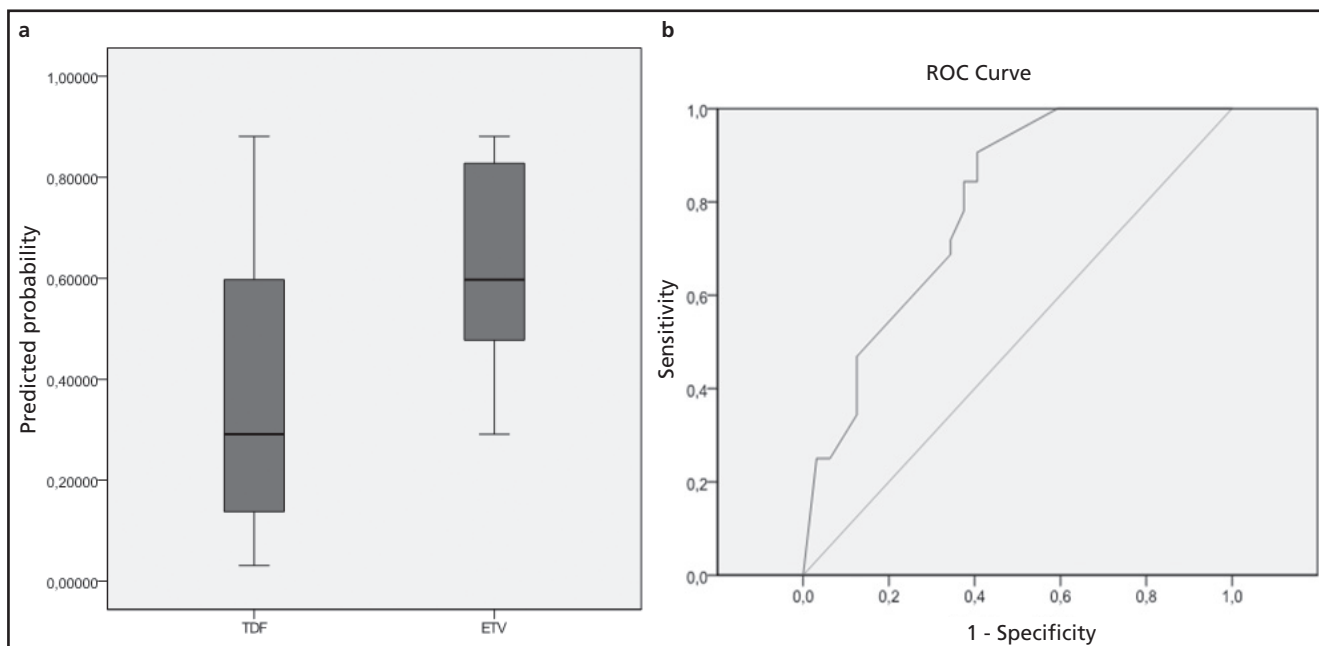 a
1,00000
0,80000
0,60000
0,40000
0,20000
0,00000
Predicted probability
TDF
ETV
b
ROC Curve
1,0
0,8
0,6
0,4
0,2
0,0
Sensitivity
0,0 0,2 0,4 0,6 0,8 1,0
1 - Specificity